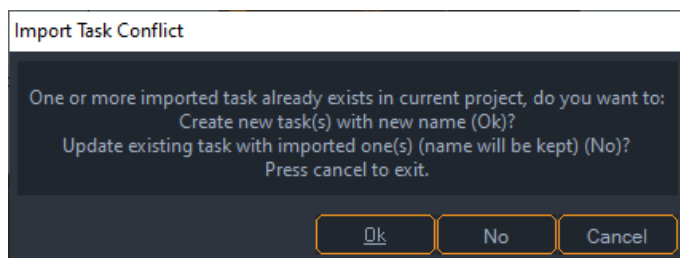 Import Task Conflict
One or more imported task already exists in current project, do you want to:
Create new task(s) with new name (Ok)?
Update existing task with imported one(s) (name will be kept) (No)?
Press cancel to exit.
Ok No Cancel